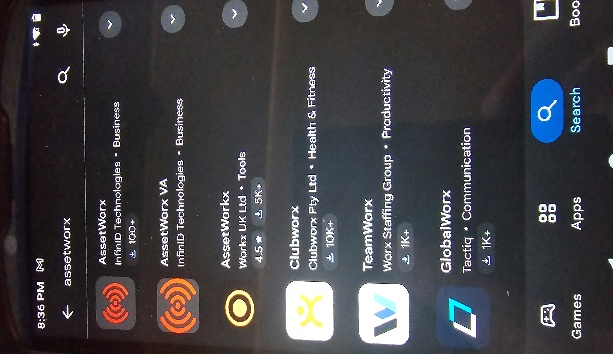 8:36 PM
assetworx
AssetWorx
InfinID Technologies • Business
100+
AssetWorx VA
InfinID Technologies • Business
AssetWorkx
Workx UK Ltd • Tools
4.5 ★ 5K+
Clubworx
Clubworx Pty Ltd • Health & Fitness
10K+
TeamWorx
Worx Staffing Group • Productivity
1K+
GlobalWorx
Tactiq • Communication
1K+
Games
Apps
Search
Boo